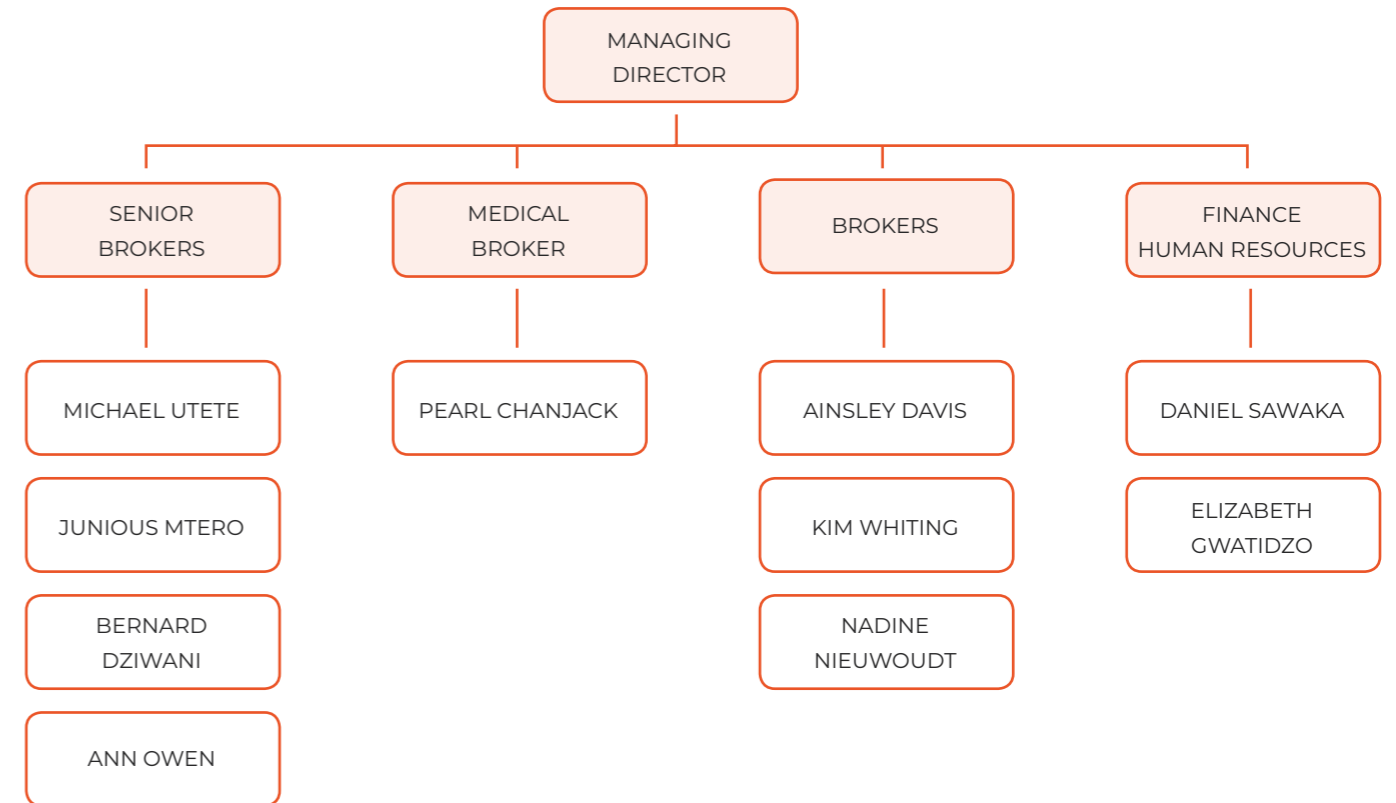 MANAGING
DIRECTOR
SENIOR
BROKERS
MEDICAL
BROKER
BROKERS
FINANCE
HUMAN RESOURCES
MICHAEL UTETE
PEARL CHANJACK
AINSLEY DAVIS
DANIEL SAWAKA
JUNIOUS MTERO
KIM WHITING
ELIZABETH
GWATIDZO
BERNARD
DZIWANI
NADINE
NIEUWOUDT
ANN OWEN